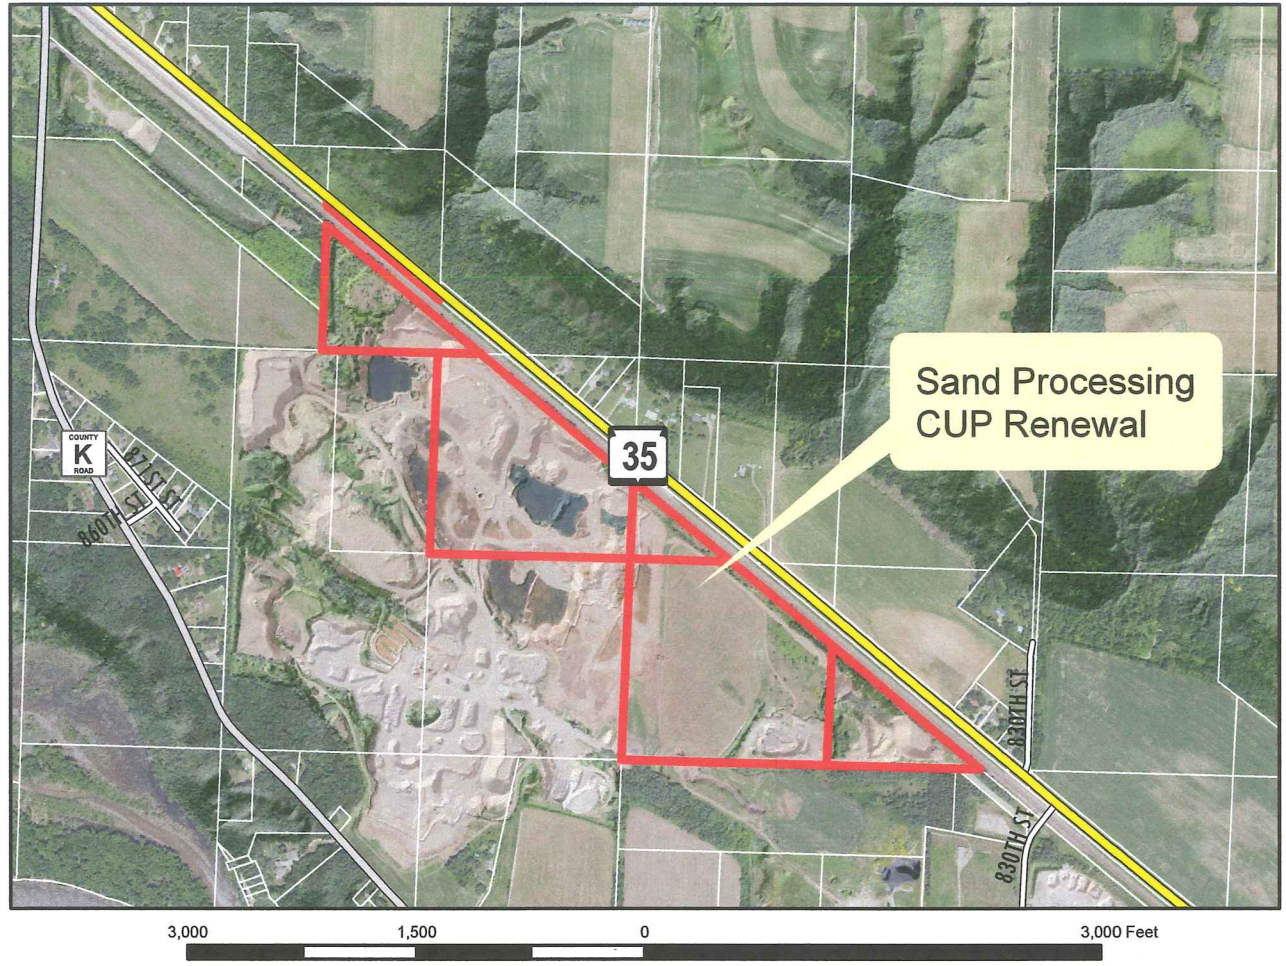 Sand Processing
CUP Renewal
35
COUNTY
K
ROAD
871ST ST
860TH ST
830TH ST
830TH ST
3,000
1,500
0
3,000 Feet